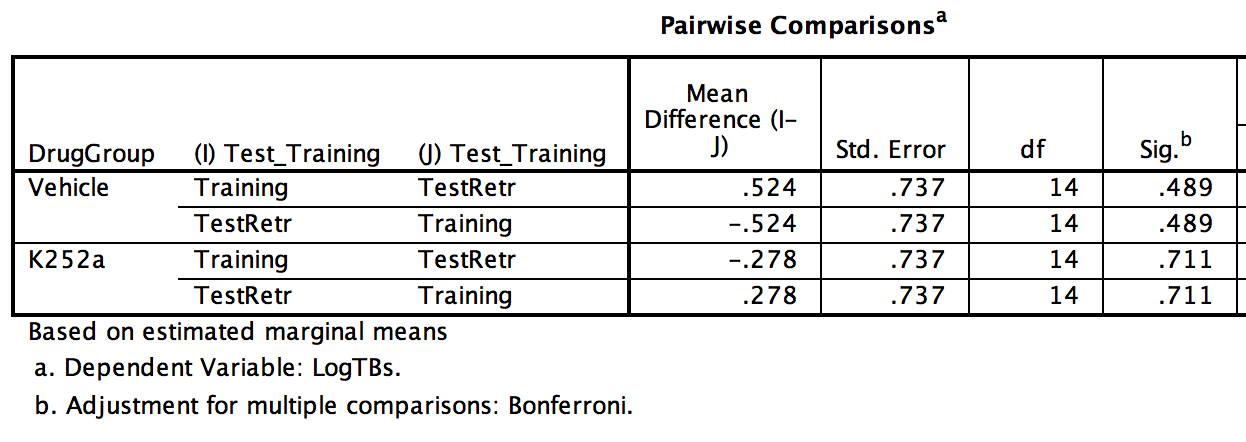 Pairwise Comparisonsa
DrugGroup (I) Test_Training (J) Test_Training Mean Difference (I-J) Std. Error df Sig.b
Vehicle Training TestRetr .524 .737 14 .489
TestRetr Training -.524 .737 14 .489
K252a Training TestRetr -.278 .737 14 .711
TestRetr Training .278 .737 14 .711
Based on estimated marginal means
a. Dependent Variable: LogTBs.
b. Adjustment for multiple comparisons: Bonferroni.